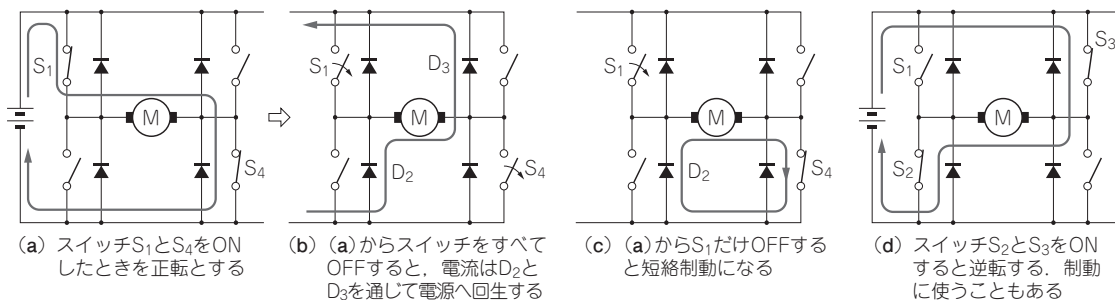 S1
M
S4
(a) スイッチS1とS4をON
したときを正転とする
S1
D3
M
D2
S4
(b) (a)からスイッチをすべて
OFFすると，電流はD2と
D3を通じて電源へ回生する
S1
M
D2
S4
(c) (a)からS1だけOFFする
と短絡制動になる
S1
S3
M
S2
(d) スイッチS2とS3をON
すると逆転する．制動
に使うこともある